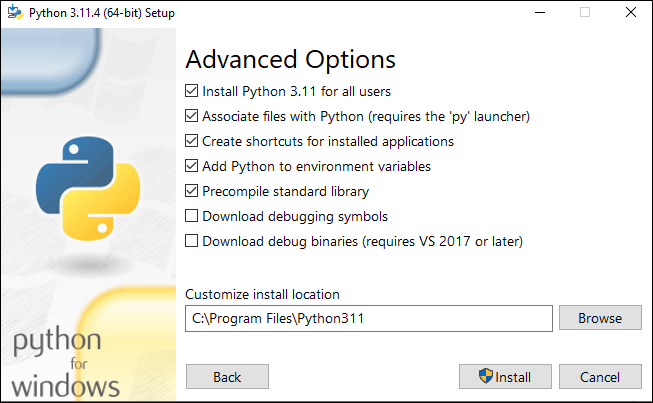 Python 3.11.4 (64-bit) Setup
Advanced Options
Install Python 3.11 for all users
Associate files with Python (requires the 'py' launcher)
Create shortcuts for installed applications
Add Python to environment variables
Precompile standard library
Download debugging symbols
Download debug binaries (requires VS 2017 or later)
Customize install location
C:\Program Files\Python311
Browse
python
for
windows
Back
Install
Cancel